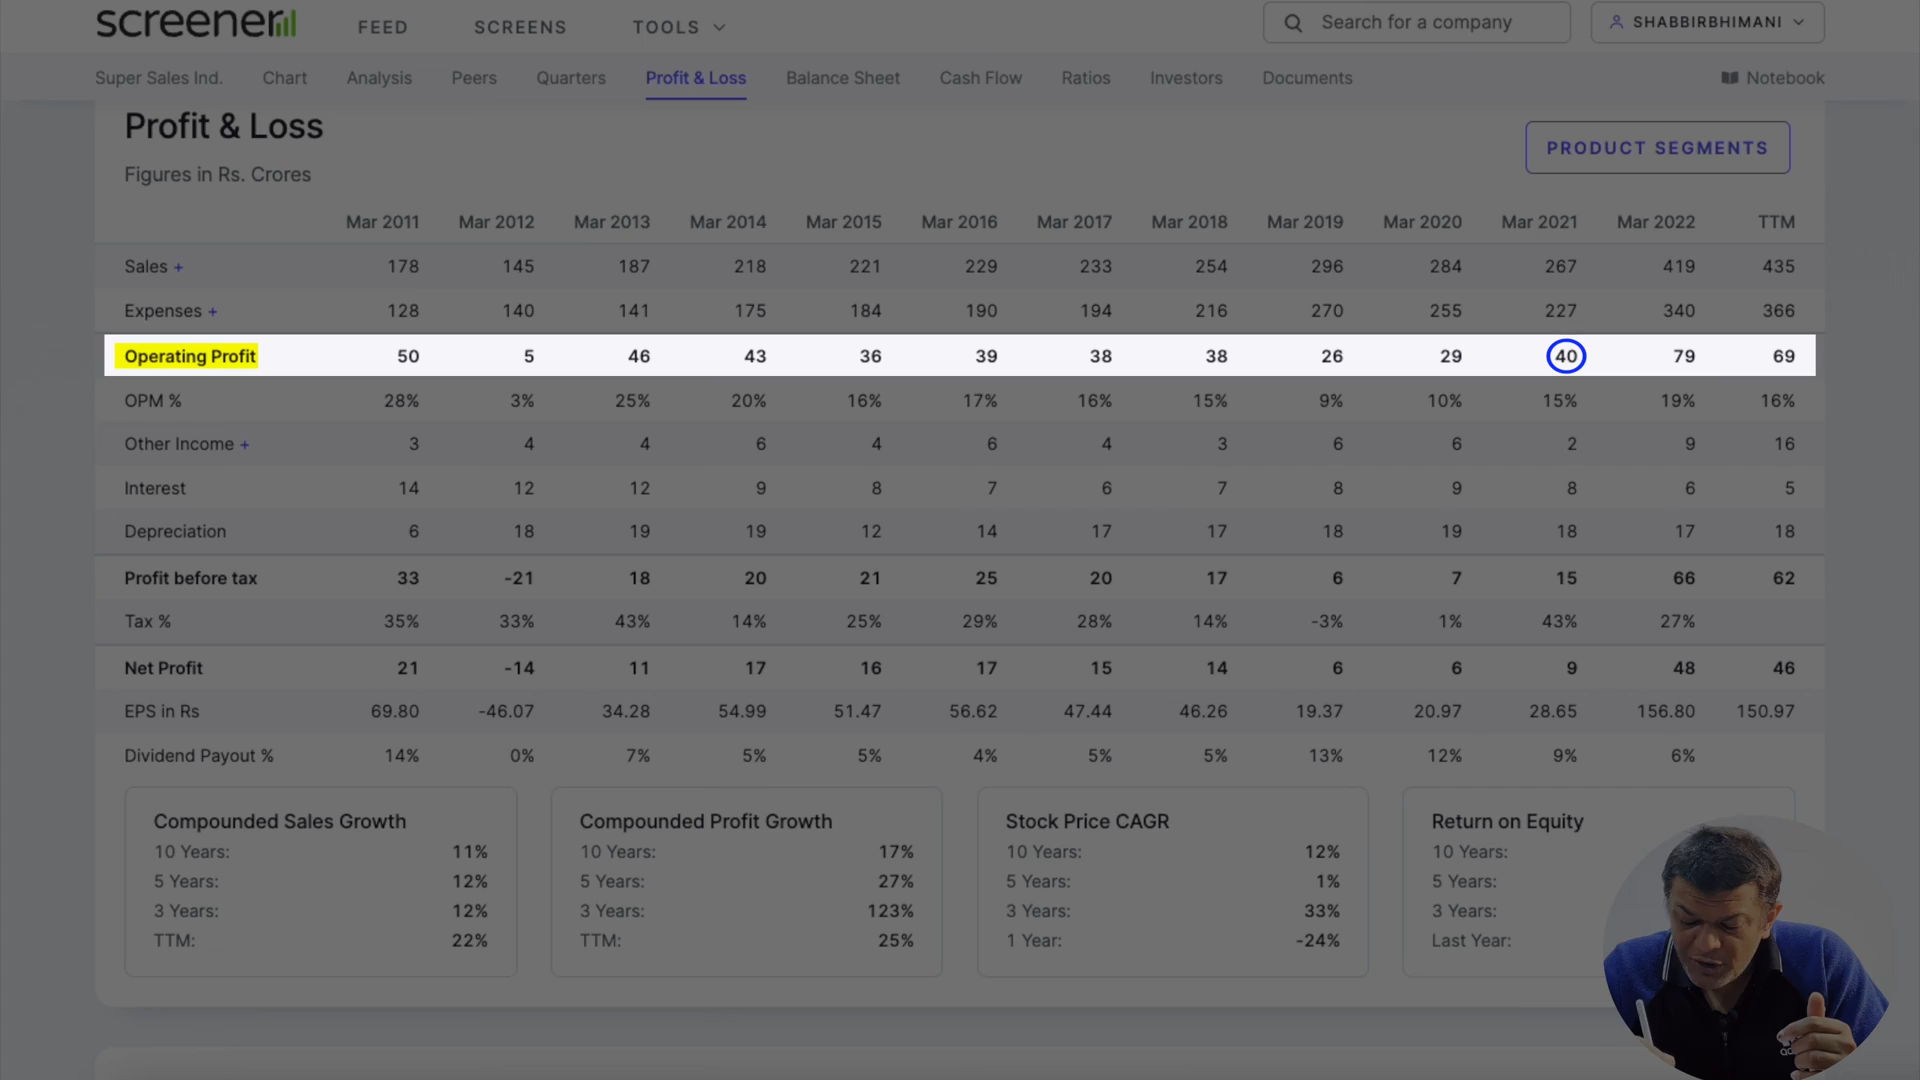 screener
FEED SCREENS TOOLS
Search for a company
SHABBIRBHIMANI
Super Sales Ind. Chart Analysis Peers Quarters Profit & Loss Balance Sheet Cash Flow Ratios Investors Documents Notebook
Profit & Loss
PRODUCT SEGMENTS
Figures in Rs. Crores
Mar 2011 Mar 2012 Mar 2013 Mar 2014 Mar 2015 Mar 2016 Mar 2017 Mar 2018 Mar 2019 Mar 2020 Mar 2021 Mar 2022 TTM
Sales + 178 145 187 218 221 229 233 254 296 284 267 419 435
Expenses + 128 140 141 175 184 190 194 216 270 255 227 340 366
Operating Profit 50 5 46 43 36 39 38 38 26 29 40 79 69
OPM % 28% 3% 25% 20% 16% 17% 16% 15% 9% 10% 15% 19% 16%
Other Income + 3 4 4 6 4 6 4 3 6 6 2 9 16
Interest 14 12 12 9 8 7 6 7 8 9 8 6 5
Depreciation 6 18 19 19 12 14 17 17 18 19 18 17 18
Profit before tax 33 -21 18 20 21 25 20 17 6 7 15 66 62
Tax % 35% 33% 43% 14% 25% 29% 28% 14% -3% 1% 43% 27%
Net Profit 21 -14 11 17 16 17 15 14 6 6 9 48 46
EPS in Rs 69.80 -46.07 34.28 54.99 51.47 56.62 47.44 46.26 19.37 20.97 28.65 156.80 150.97
Dividend Payout % 14% 0% 7% 5% 5% 4% 5% 5% 13% 12% 9% 6%
Compounded Sales Growth
10 Years: 11%
5 Years: 12%
3 Years: 12%
TTM: 22%
Compounded Profit Growth
10 Years: 17%
5 Years: 27%
3 Years: 123%
TTM: 25%
Stock Price CAGR
10 Years: 12%
5 Years: 1%
3 Years: 33%
1 Year: -24%
Return on Equity
10 Years:
5 Years:
3 Years:
Last Year: